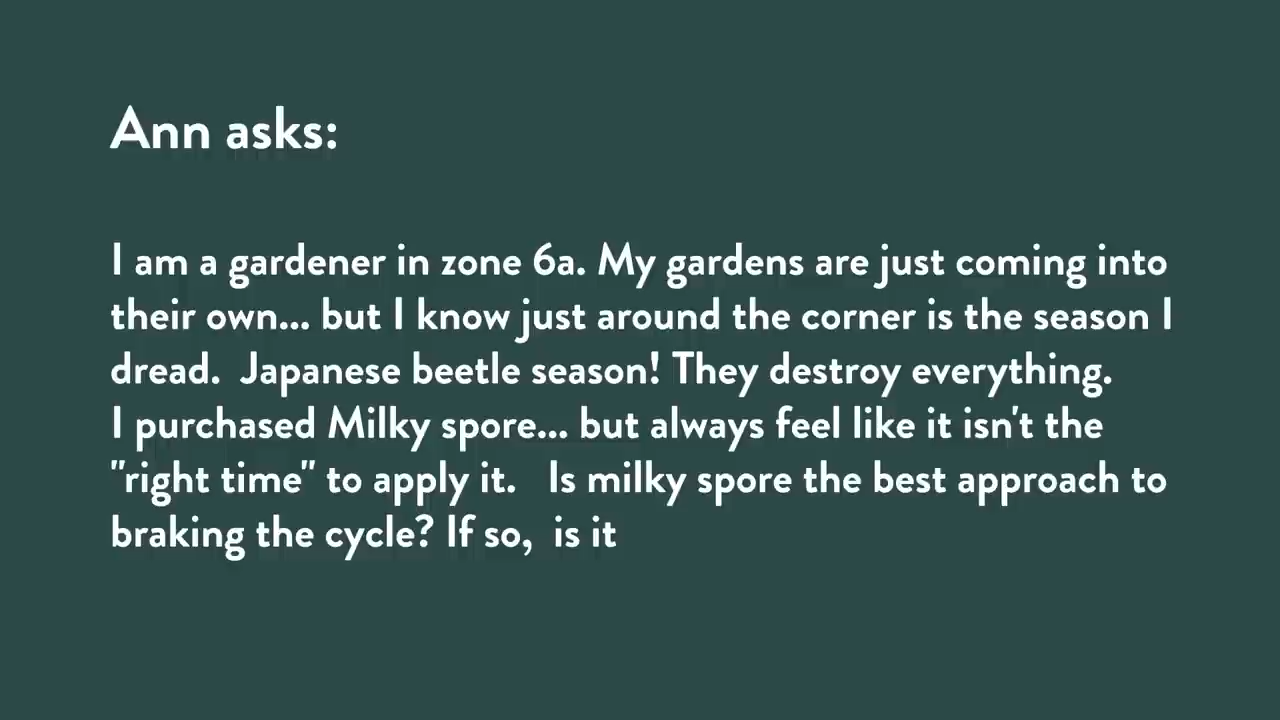 Ann asks:
I am a gardener in zone 6a. My gardens are just coming into
their own... but I know just around the corner is the season I
dread.  Japanese beetle season! They destroy everything.
I purchased Milky spore... but always feel like it isn't the
"right time" to apply it.   Is milky spore the best approach to
braking the cycle? If so,  is it